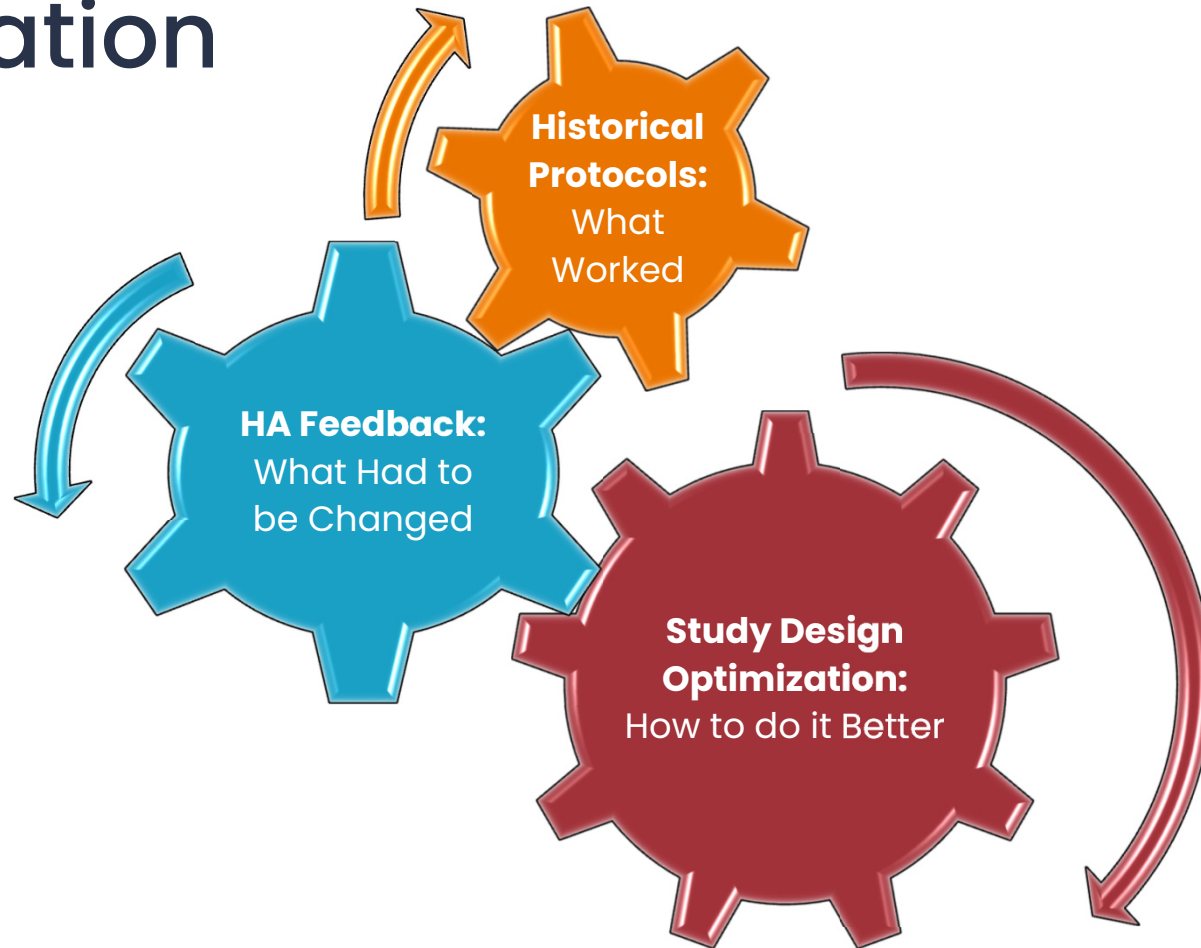 ation
Historical
Protocols:
What
Worked
HA Feedback:
What Had to
be Changed
Study Design
Optimization:
How to do it Better